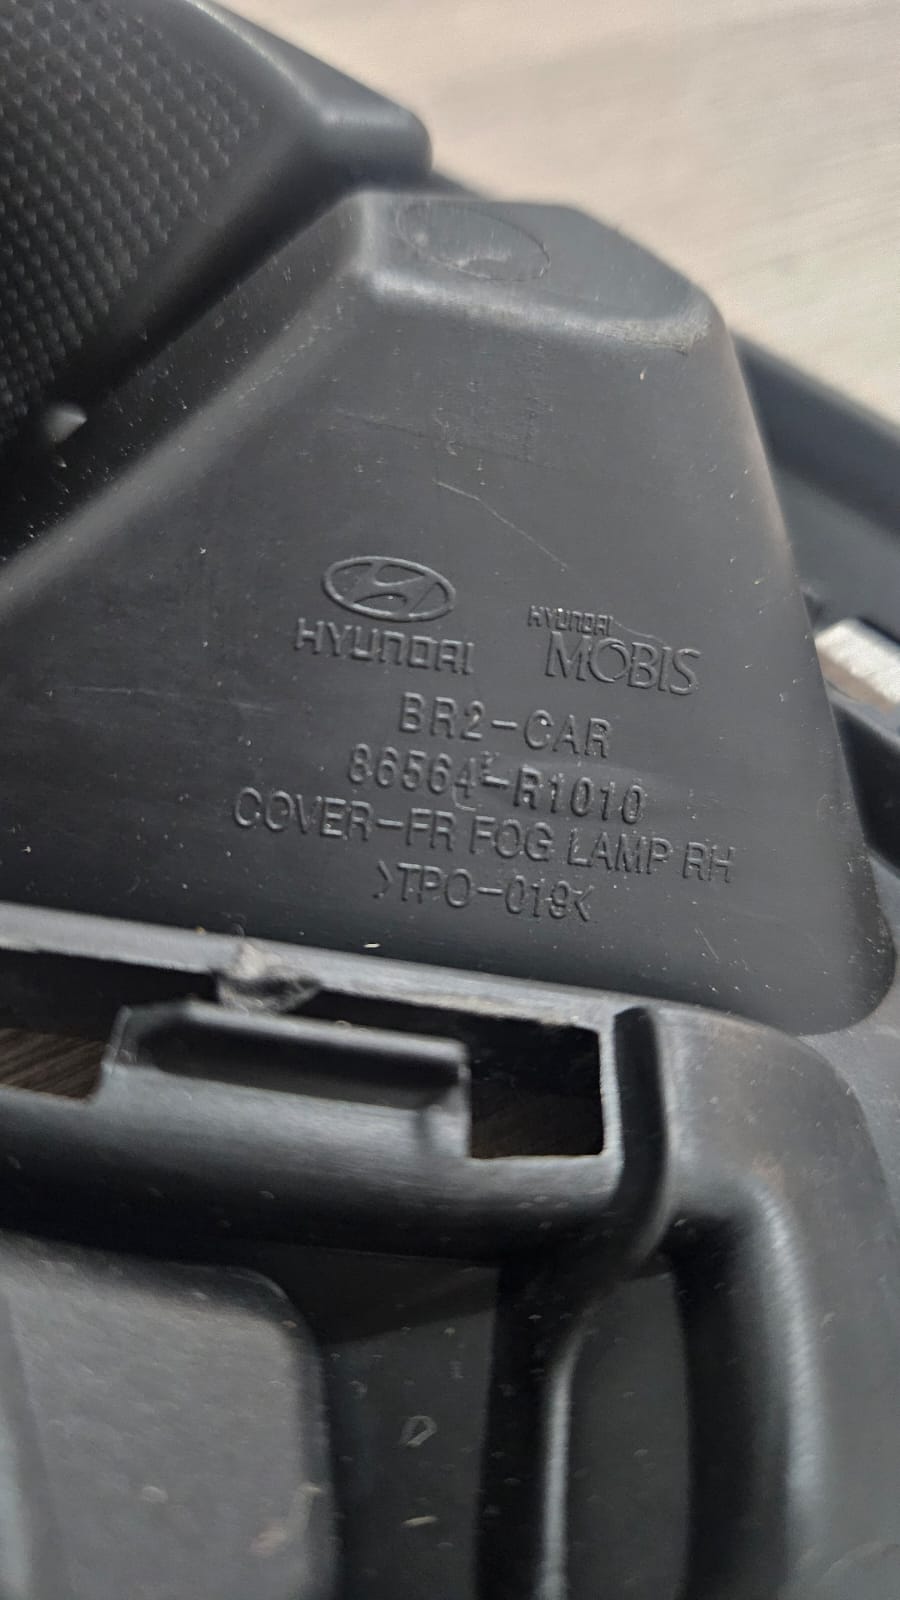 HYUNDAI
HYUNDAI
MOBIS
BR2-CAR
86564-R1010
COVER-FR FOG LAMP RH
>TPO-019<